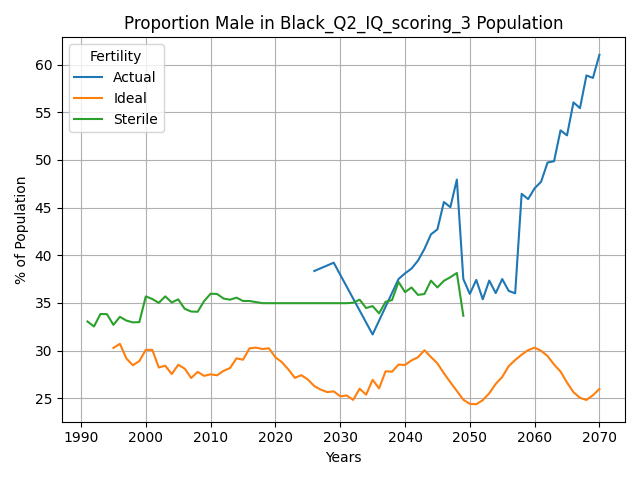 Proportion Male in Black_Q2_IQ_scoring_3 Population
Fertility
Actual
Ideal
Sterile
% of Population
60
55
50
45
40
35
30
25
1990 2000 2010 2020 2030 2040 2050 2060 2070
Years